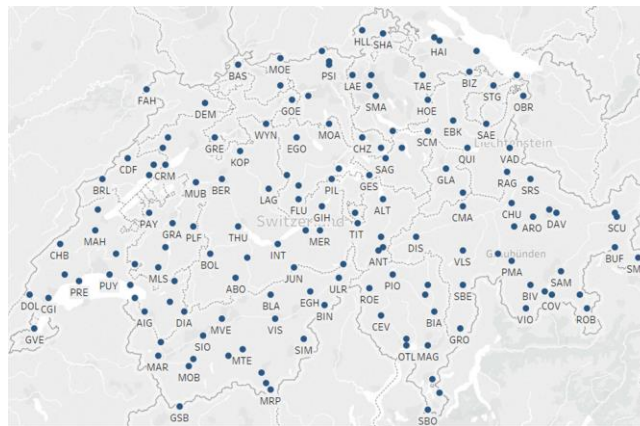 HLL SHA
HAI
BAS MOE
PSI
FAH LAE TAE BIZ STG
DEM GOE SMA HOE OBR
WYN MOA EBK SAE
GRE EGO CHZ SCM
KOP QUI Liechtenstein VAD
CDF CRM SAG
BRL MUB BER PIL GES GLA RAG SRS
LAG FLU ALT
GIH CMA CHU
PAY Switzerland TIT ARO DAV
MAH GRA PLF THU MER SCU
CHB INT ANT DIS Graubünden
BOL VLS PMA BUF
PRE PUY MLS JUN SM
ABO ULR ROE PIO SBE SAM
DOL CGI BLA EGH BIV COV
AIG DIA BIN CEV BIA VIO ROB
GVE MVE VIS
SIO SIM GRO
MAR MTE OTL MAG
MOB
MRP
GSB SBO